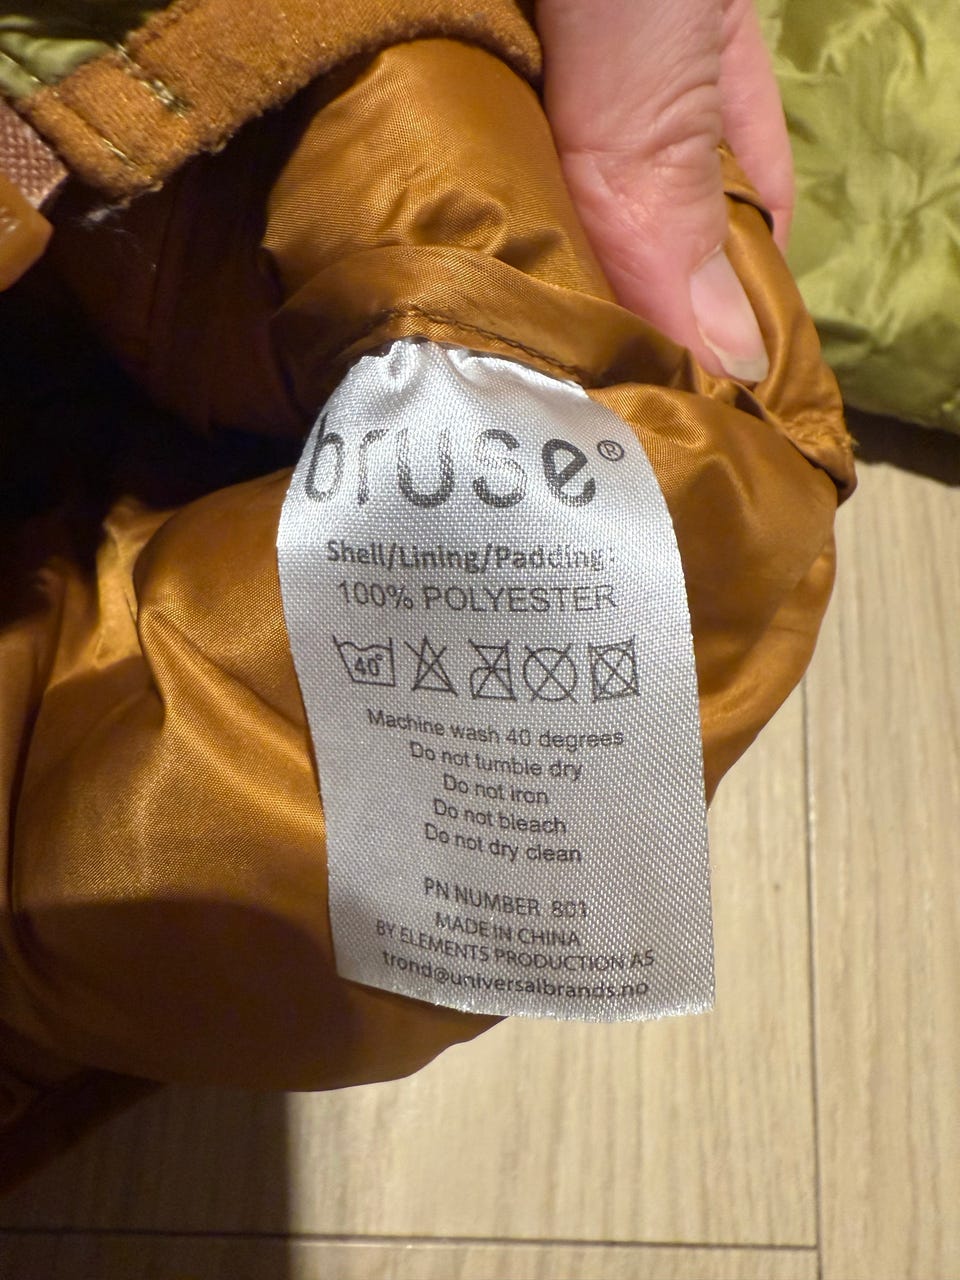 bruse®
Shell/Lining/Padding:
100% POLYESTER
40°
Machine wash 40 degrees
Do not tumble dry
Do not iron
Do not bleach
Do not dry clean
PN NUMBER 801
MADE IN CHINA
BY ELEMENTS PRODUCTION AS
trond@universalbrands.no